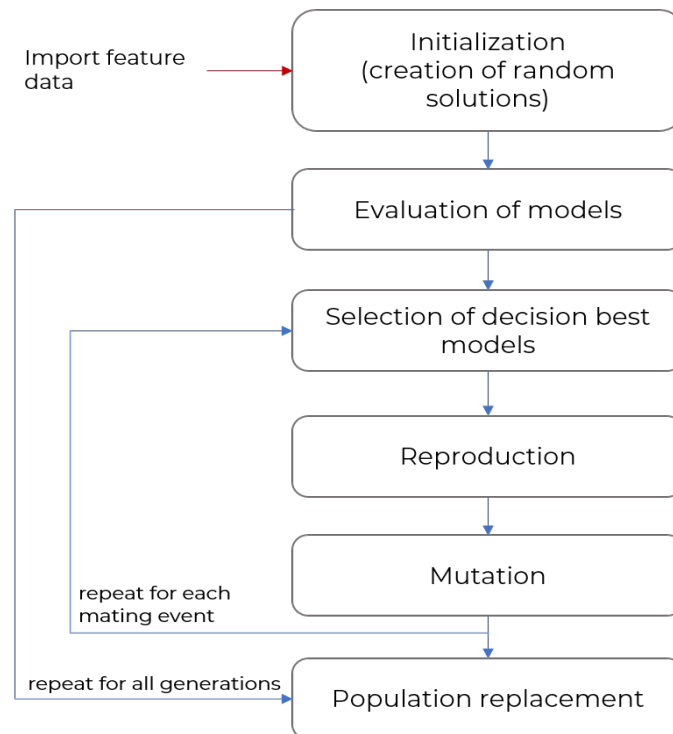 Import feature
data
Initialization
(creation of random
solutions)
Evaluation of models
Selection of decision best
models
Reproduction
Mutation
repeat for each
mating event
repeat for all generations
Population replacement